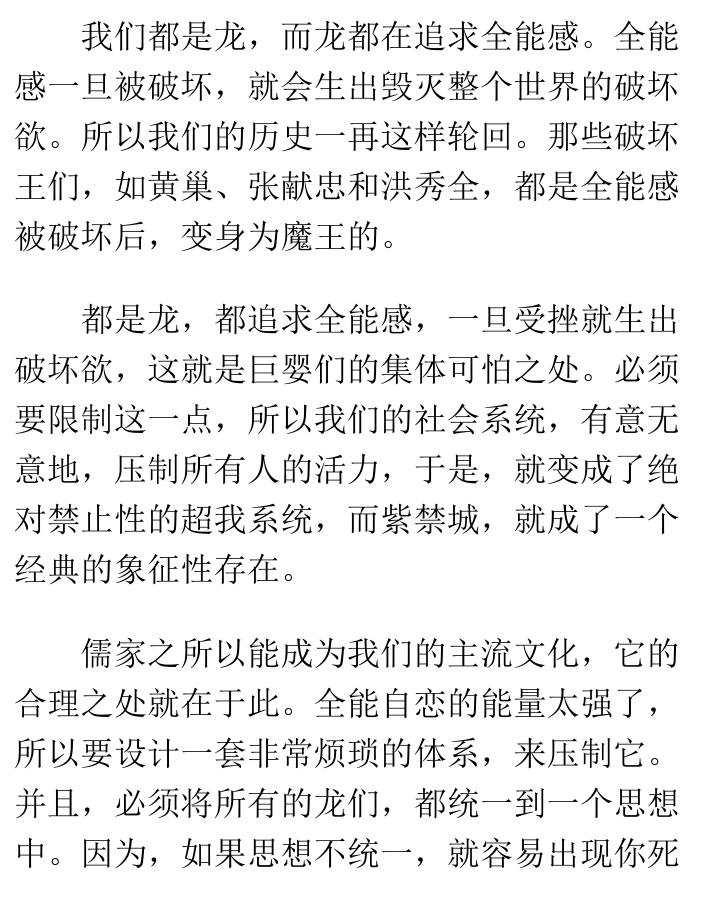 我们都是龙，而龙都在追求全能感。全能
感一旦被破坏，就会生出毁灭整个世界的破坏
欲。所以我们的历史一再这样轮回。那些破坏
王们，如黄巢、张献忠和洪秀全，都是全能感
被破坏后，变身为魔王的。
都是龙，都追求全能感，一旦受挫就生出
破坏欲，这就是巨婴们的集体可怕之处。必须
要限制这一点，所以我们的社会系统，有意无
意地，压制所有人的活力，于是，就变成了绝
对禁止性的超我系统，而紫禁城，就成了一个
经典的象征性存在。
儒家之所以能成为我们的主流文化，它的
合理之处就在于此。全能自恋的能量太强了，
所以要设计一套非常烦琐的体系，来压制它。
并且，必须将所有的龙们，都统一到一个思想
中。因为，如果思想不统一，就容易出现你死